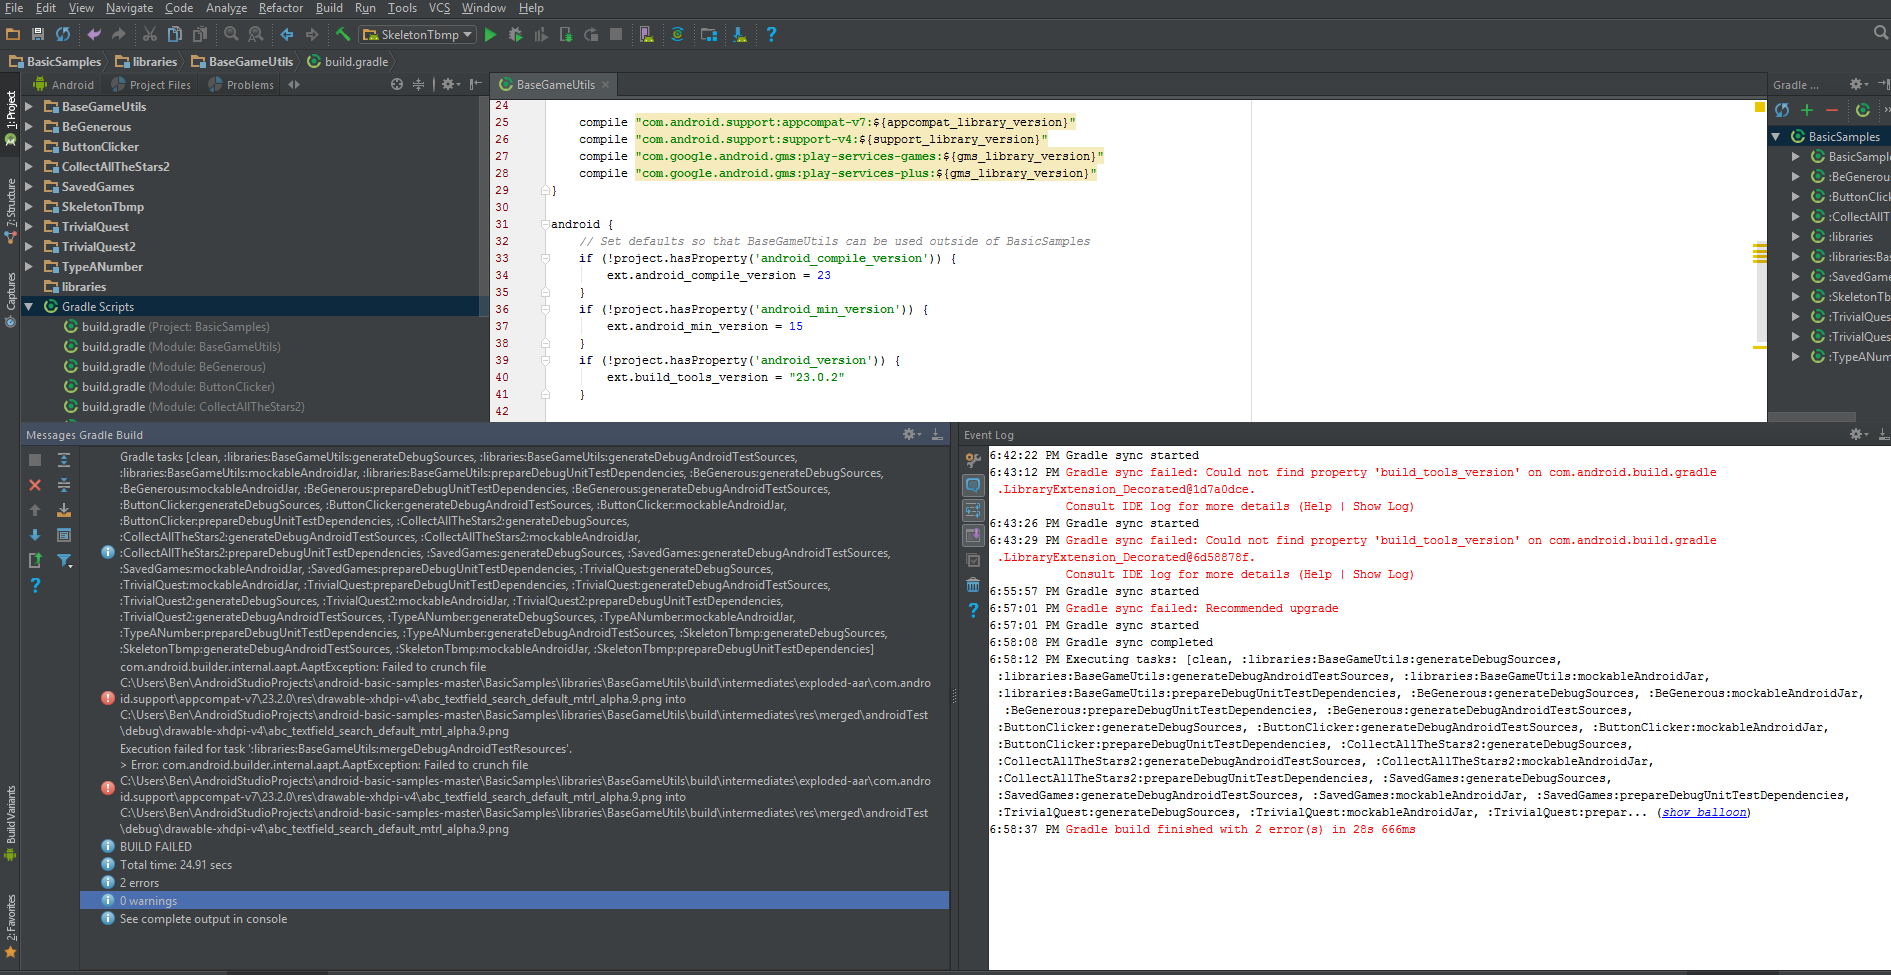 File Edit View Navigate Code Analyze Refactor Build Run Tools VCS Window Help
SkeletonTbmp
BasicSamples libraries BaseGameUtils build.gradle
1: Project
7: Structure
Captures
Build Variants
2: Favorites
Android Project Files Problems
BaseGameUtils
BeGenerous
ButtonClicker
CollectAllTheStars2
SavedGames
SkeletonTbmp
TrivialQuest
TrivialQuest2
TypeANumber
libraries
Gradle Scripts
build.gradle (Project: BasicSamples)
build.gradle (Module: BaseGameUtils)
build.gradle (Module: BeGenerous)
build.gradle (Module: ButtonClicker)
build.gradle (Module: CollectAllTheStars2)
BaseGameUtils
24
25 compile "com.android.support:appcompat-v7:${appcompat_library_version}"
26 compile "com.android.support:support-v4:${support_library_version}"
27 compile "com.google.android.gms:play-services-games:${gms_library_version}"
28 compile "com.google.android.gms:play-services-plus:${gms_library_version}"
29 }
30
31 android {
32 // Set defaults so that BaseGameUtils can be used outside of BasicSamples
33 if (!project.hasProperty('android_compile_version')) {
34 ext.android_compile_version = 23
35 }
36 if (!project.hasProperty('android_min_version')) {
37 ext.android_min_version = 15
38 }
39 if (!project.hasProperty('android_version')) {
40 ext.build_tools_version = "23.0.2"
41 }
42
Gradle ...
BasicSamples
BasicSampl
:BeGenerou
:ButtonClic
:CollectAllT
:libraries
:libraries:Ba
:SavedGame
:SkeletonTb
:TrivialQues
:TrivialQues
:TypeANum
Messages Gradle Build
Gradle tasks [clean, :libraries:BaseGameUtils:generateDebugSources, :libraries:BaseGameUtils:generateDebugAndroidTestSources,
:libraries:BaseGameUtils:mockableAndroidJar, :libraries:BaseGameUtils:prepareDebugUnitTestDependencies, :BeGenerous:generateDebugSources,
:BeGenerous:mockableAndroidJar, :BeGenerous:prepareDebugUnitTestDependencies, :BeGenerous:generateDebugAndroidTestSources,
:ButtonClicker:generateDebugSources, :ButtonClicker:generateDebugAndroidTestSources, :ButtonClicker:mockableAndroidJar,
:ButtonClicker:prepareDebugUnitTestDependencies, :CollectAllTheStars2:generateDebugSources,
:CollectAllTheStars2:generateDebugAndroidTestSources, :CollectAllTheStars2:mockableAndroidJar,
:CollectAllTheStars2:prepareDebugUnitTestDependencies, :SavedGames:generateDebugSources, :SavedGames:generateDebugAndroidTestSources,
:SavedGames:mockableAndroidJar, :SavedGames:prepareDebugUnitTestDependencies, :TrivialQuest:generateDebugSources,
:TrivialQuest:mockableAndroidJar, :TrivialQuest:prepareDebugUnitTestDependencies, :TrivialQuest:generateDebugAndroidTestSources,
:TrivialQuest2:generateDebugSources, :TrivialQuest2:mockableAndroidJar, :TrivialQuest2:prepareDebugUnitTestDependencies,
:TrivialQuest2:generateDebugAndroidTestSources, :TypeANumber:generateDebugSources, :TypeANumber:mockableAndroidJar,
:TypeANumber:prepareDebugUnitTestDependencies, :TypeANumber:generateDebugAndroidTestSources, :SkeletonTbmp:generateDebugSources,
:SkeletonTbmp:generateDebugAndroidTestSources, :SkeletonTbmp:mockableAndroidJar, :SkeletonTbmp:prepareDebugUnitTestDependencies]
com.android.builder.internal.aapt.AaptException: Failed to crunch file
C:\Users\Ben\AndroidStudioProjects\android-basic-samples-master\BasicSamples\libraries\BaseGameUtils\build\intermediates\exploded-aar\com.andro
id.support\appcompat-v7\23.2.0\res\drawable-xhdpi-v4\abc_textfield_search_default_mtrl_alpha.9.png into
C:\Users\Ben\AndroidStudioProjects\android-basic-samples-master\BasicSamples\libraries\BaseGameUtils\build\intermediates\res\merged\androidTest
\debug\drawable-xhdpi-v4\abc_textfield_search_default_mtrl_alpha.9.png
Execution failed for task ':libraries:BaseGameUtils:mergeDebugAndroidTestResources'.
> Error: com.android.builder.internal.aapt.AaptException: Failed to crunch file
C:\Users\Ben\AndroidStudioProjects\android-basic-samples-master\BasicSamples\libraries\BaseGameUtils\build\intermediates\exploded-aar\com.andro
id.support\appcompat-v7\23.2.0\res\drawable-xhdpi-v4\abc_textfield_search_default_mtrl_alpha.9.png into
C:\Users\Ben\AndroidStudioProjects\android-basic-samples-master\BasicSamples\libraries\BaseGameUtils\build\intermediates\res\merged\androidTest
\debug\drawable-xhdpi-v4\abc_textfield_search_default_mtrl_alpha.9.png
BUILD FAILED
Total time: 24.91 secs
2 errors
0 warnings
See complete output in console
Event Log
6:42:22 PM Gradle sync started
6:43:12 PM Gradle sync failed: Could not find property 'build_tools_version' on com.android.build.gradle
.LibraryExtension_Decorated@1d7a0dce.
Consult IDE log for more details (Help | Show Log)
6:43:26 PM Gradle sync started
6:43:29 PM Gradle sync failed: Could not find property 'build_tools_version' on com.android.build.gradle
.LibraryExtension_Decorated@6d58878f.
Consult IDE log for more details (Help | Show Log)
6:55:57 PM Gradle sync started
6:57:01 PM Gradle sync failed: Recommended upgrade
6:57:01 PM Gradle sync started
6:58:08 PM Gradle sync completed
6:58:12 PM Executing tasks: [clean, :libraries:BaseGameUtils:generateDebugSources,
:libraries:BaseGameUtils:generateDebugAndroidTestSources, :libraries:BaseGameUtils:mockableAndroidJar,
:libraries:BaseGameUtils:prepareDebugUnitTestDependencies, :BeGenerous:generateDebugSources, :BeGenerous:mockableAndroidJar,
:BeGenerous:prepareDebugUnitTestDependencies, :BeGenerous:generateDebugAndroidTestSources,
:ButtonClicker:generateDebugSources, :ButtonClicker:generateDebugAndroidTestSources, :ButtonClicker:mockableAndroidJar,
:ButtonClicker:prepareDebugUnitTestDependencies, :CollectAllTheStars2:generateDebugSources,
:CollectAllTheStars2:generateDebugAndroidTestSources, :CollectAllTheStars2:mockableAndroidJar,
:CollectAllTheStars2:prepareDebugUnitTestDependencies, :SavedGames:generateDebugSources,
:SavedGames:generateDebugAndroidTestSources, :SavedGames:mockableAndroidJar, :SavedGames:prepareDebugUnitTestDependencies,
:TrivialQuest:generateDebugSources, :TrivialQuest:mockableAndroidJar, :TrivialQuest:prepar... (show balloon)
6:58:37 PM Gradle build finished with 2 error(s) in 28s 666ms